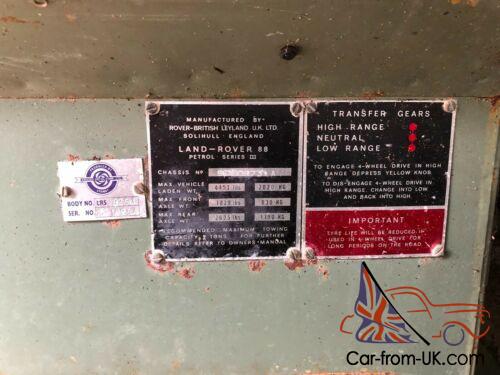 BODY NO. LRS
SER. NO.
MANUFACTURED BY-
ROVER-BRITISH LEYLAND U.K. LTD.
SOLIHULL - ENGLAND
LAND-ROVER 88
PETROL SERIES III
CHASSIS No
MAX. VEHICLE
LADEN WT. 4453 lbs 2020 KG
MAX. FRONT
AXLE WT. lbs 830 KG
MAX. REAR
AXLE WT. lbs 1190 KG
RECOMMENDED MAXIMUM TOWING
CAPACITY TONS. FOR FURTHER
DETAILS REFER TO OWNERS-MANUAL
TRANSFER GEARS
HIGH RANGE
NEUTRAL
LOW RANGE
TO ENGAGE 4-WHEEL DRIVE IN HIGH
RANGE DEPRESS YELLOW KNOB.
TO DIS-ENGAGE 4-WHEEL DRIVE IN
HIGH RANGE. CHANGE INTO LOW
AND BACK INTO HIGH.
IMPORTANT
TYRE LIFE WILL BE REDUCED IF
USED IN 4-WHEEL DRIVE FOR
LONG PERIODS ON THE ROAD.
Car-from-UK.com